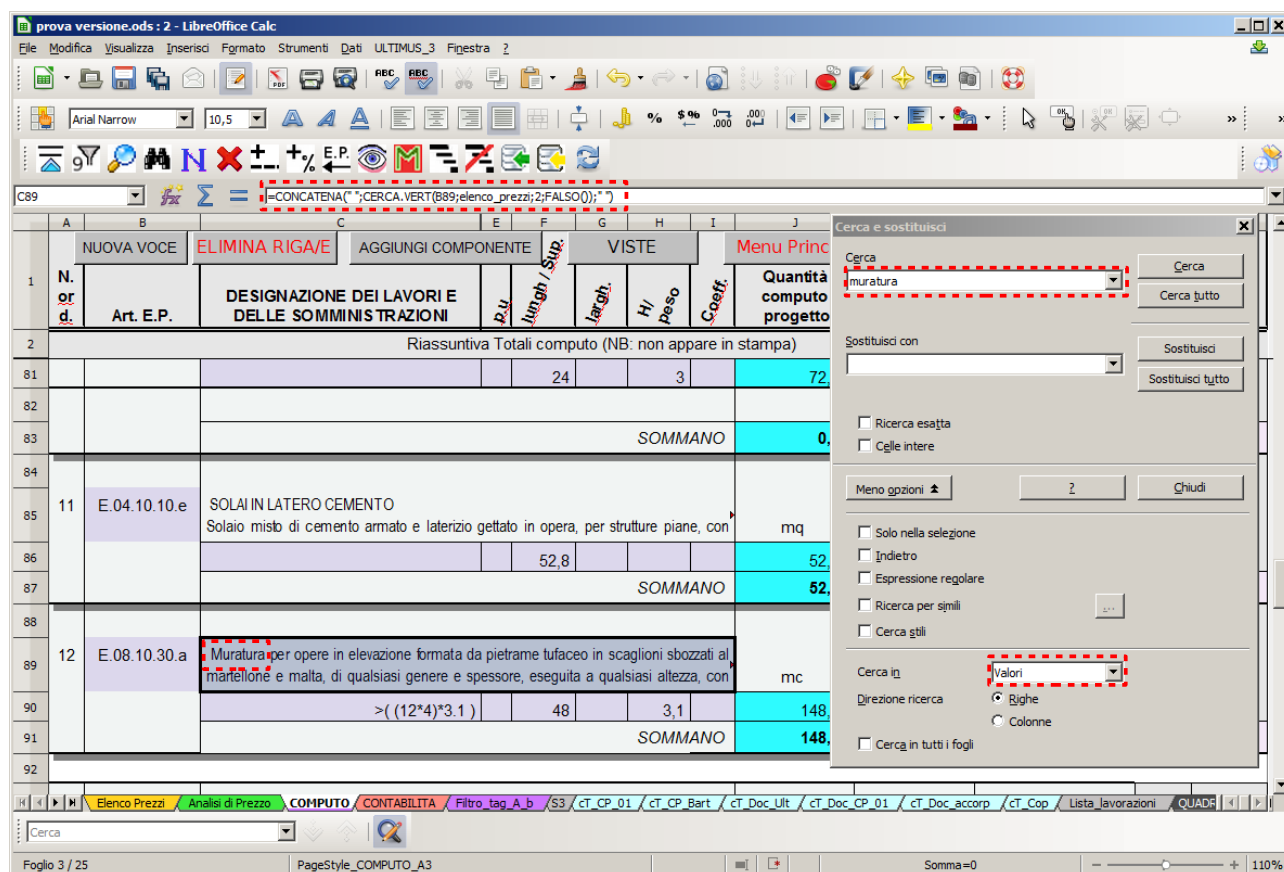 prova versione.ods : 2 - LibreOffice Calc
File Modifica Visualizza Inserisci Formato Strumenti Dati ULTIMUS_3 Finestra ?
Arial Narrow 10,5
C89 =CONCATENA(" ";CERCA.VERT(B89;elenco_prezzi;2;FALSO());" ")
A B C E F G H I J
NUOVA VOCE ELIMINA RIGA/E AGGIUNGI COMPONENTE VISTE Menu Princ
1 N. or d. Art. E.P. DESIGNAZIONE DEI LAVORI E DELLE SOMMINISTRAZIONI p.u lungh / Sup. largh. H/ peso Coeff. Quantità computo progetto
2 Riassuntiva Totali computo (NB: non appare in stampa)
81 24 3 72,
82
83 SOMMANO 0,
84
85 11 E.04.10.10.e SOLAI IN LATERO CEMENTO
Solaio misto di cemento armato e laterizio gettato in opera, per strutture piane, con mq
86 52,8 52,
87 SOMMANO 52,
88
89 12 E.08.10.30.a Muratura per opere in elevazione formata da pietrame tufaceo in scaglioni sbozzati al
martellone e malta, di qualsiasi genere e spessore, eseguita a qualsiasi altezza, con mc
90 >( (12*4)*3.1 ) 48 3,1 148,
91 SOMMANO 148,
92
Cerca e sostituisci
Cerca
muratura
Cerca
Cerca tutto
Sostituisci con
Sostituisci
Sostituisci tutto
Ricerca esatta
Celle intere
Meno opzioni ? Chiudi
Solo nella selezione
Indietro
Espressione regolare
Ricerca per simili ...
Cerca stili
Cerca in Valori
Direzione ricerca Righe
Colonne
Cerca in tutti i fogli
Elenco Prezzi Analisi di Prezzo COMPUTO CONTABILITA Filtro_tag_A_b S3 cT_CP_01 cT_CP_Bart cT_Doc_Ult cT_Doc_CP_01 cT_Doc_accorp cT_Cop Lista_lavorazioni QUADR
Cerca
Foglio 3 / 25 PageStyle_COMPUTO_A3 Somma=0 110%